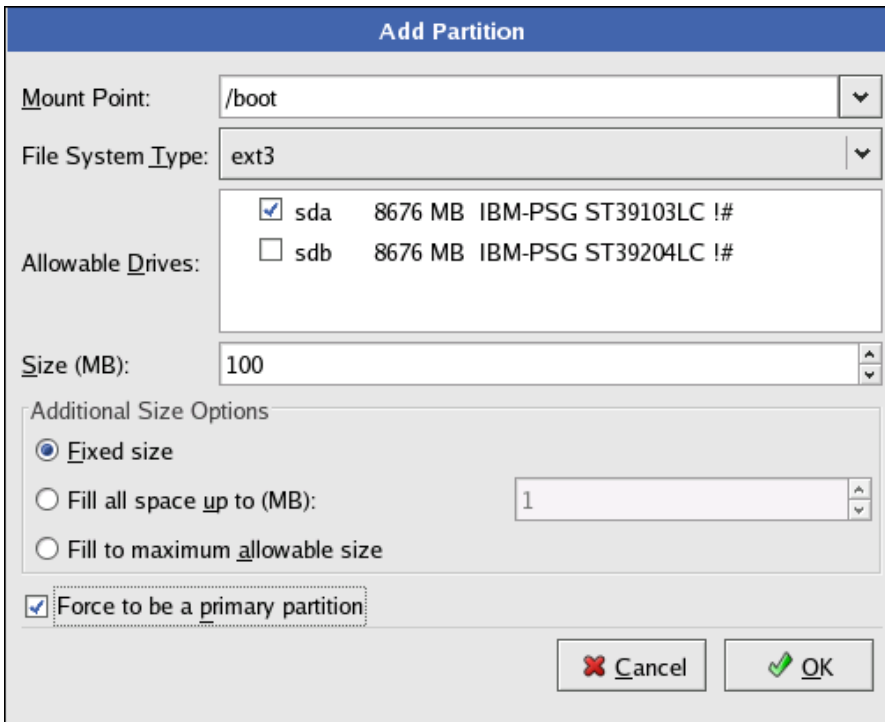 Add Partition
Mount Point: /boot
File System Type: ext3
Allowable Drives:
sda 8676 MB IBM-PSG ST39103LC !#
sdb 8676 MB IBM-PSG ST39204LC !#
Size (MB): 100
Additional Size Options
Fixed size
Fill all space up to (MB): 1
Fill to maximum allowable size
Force to be a primary partition
Cancel OK